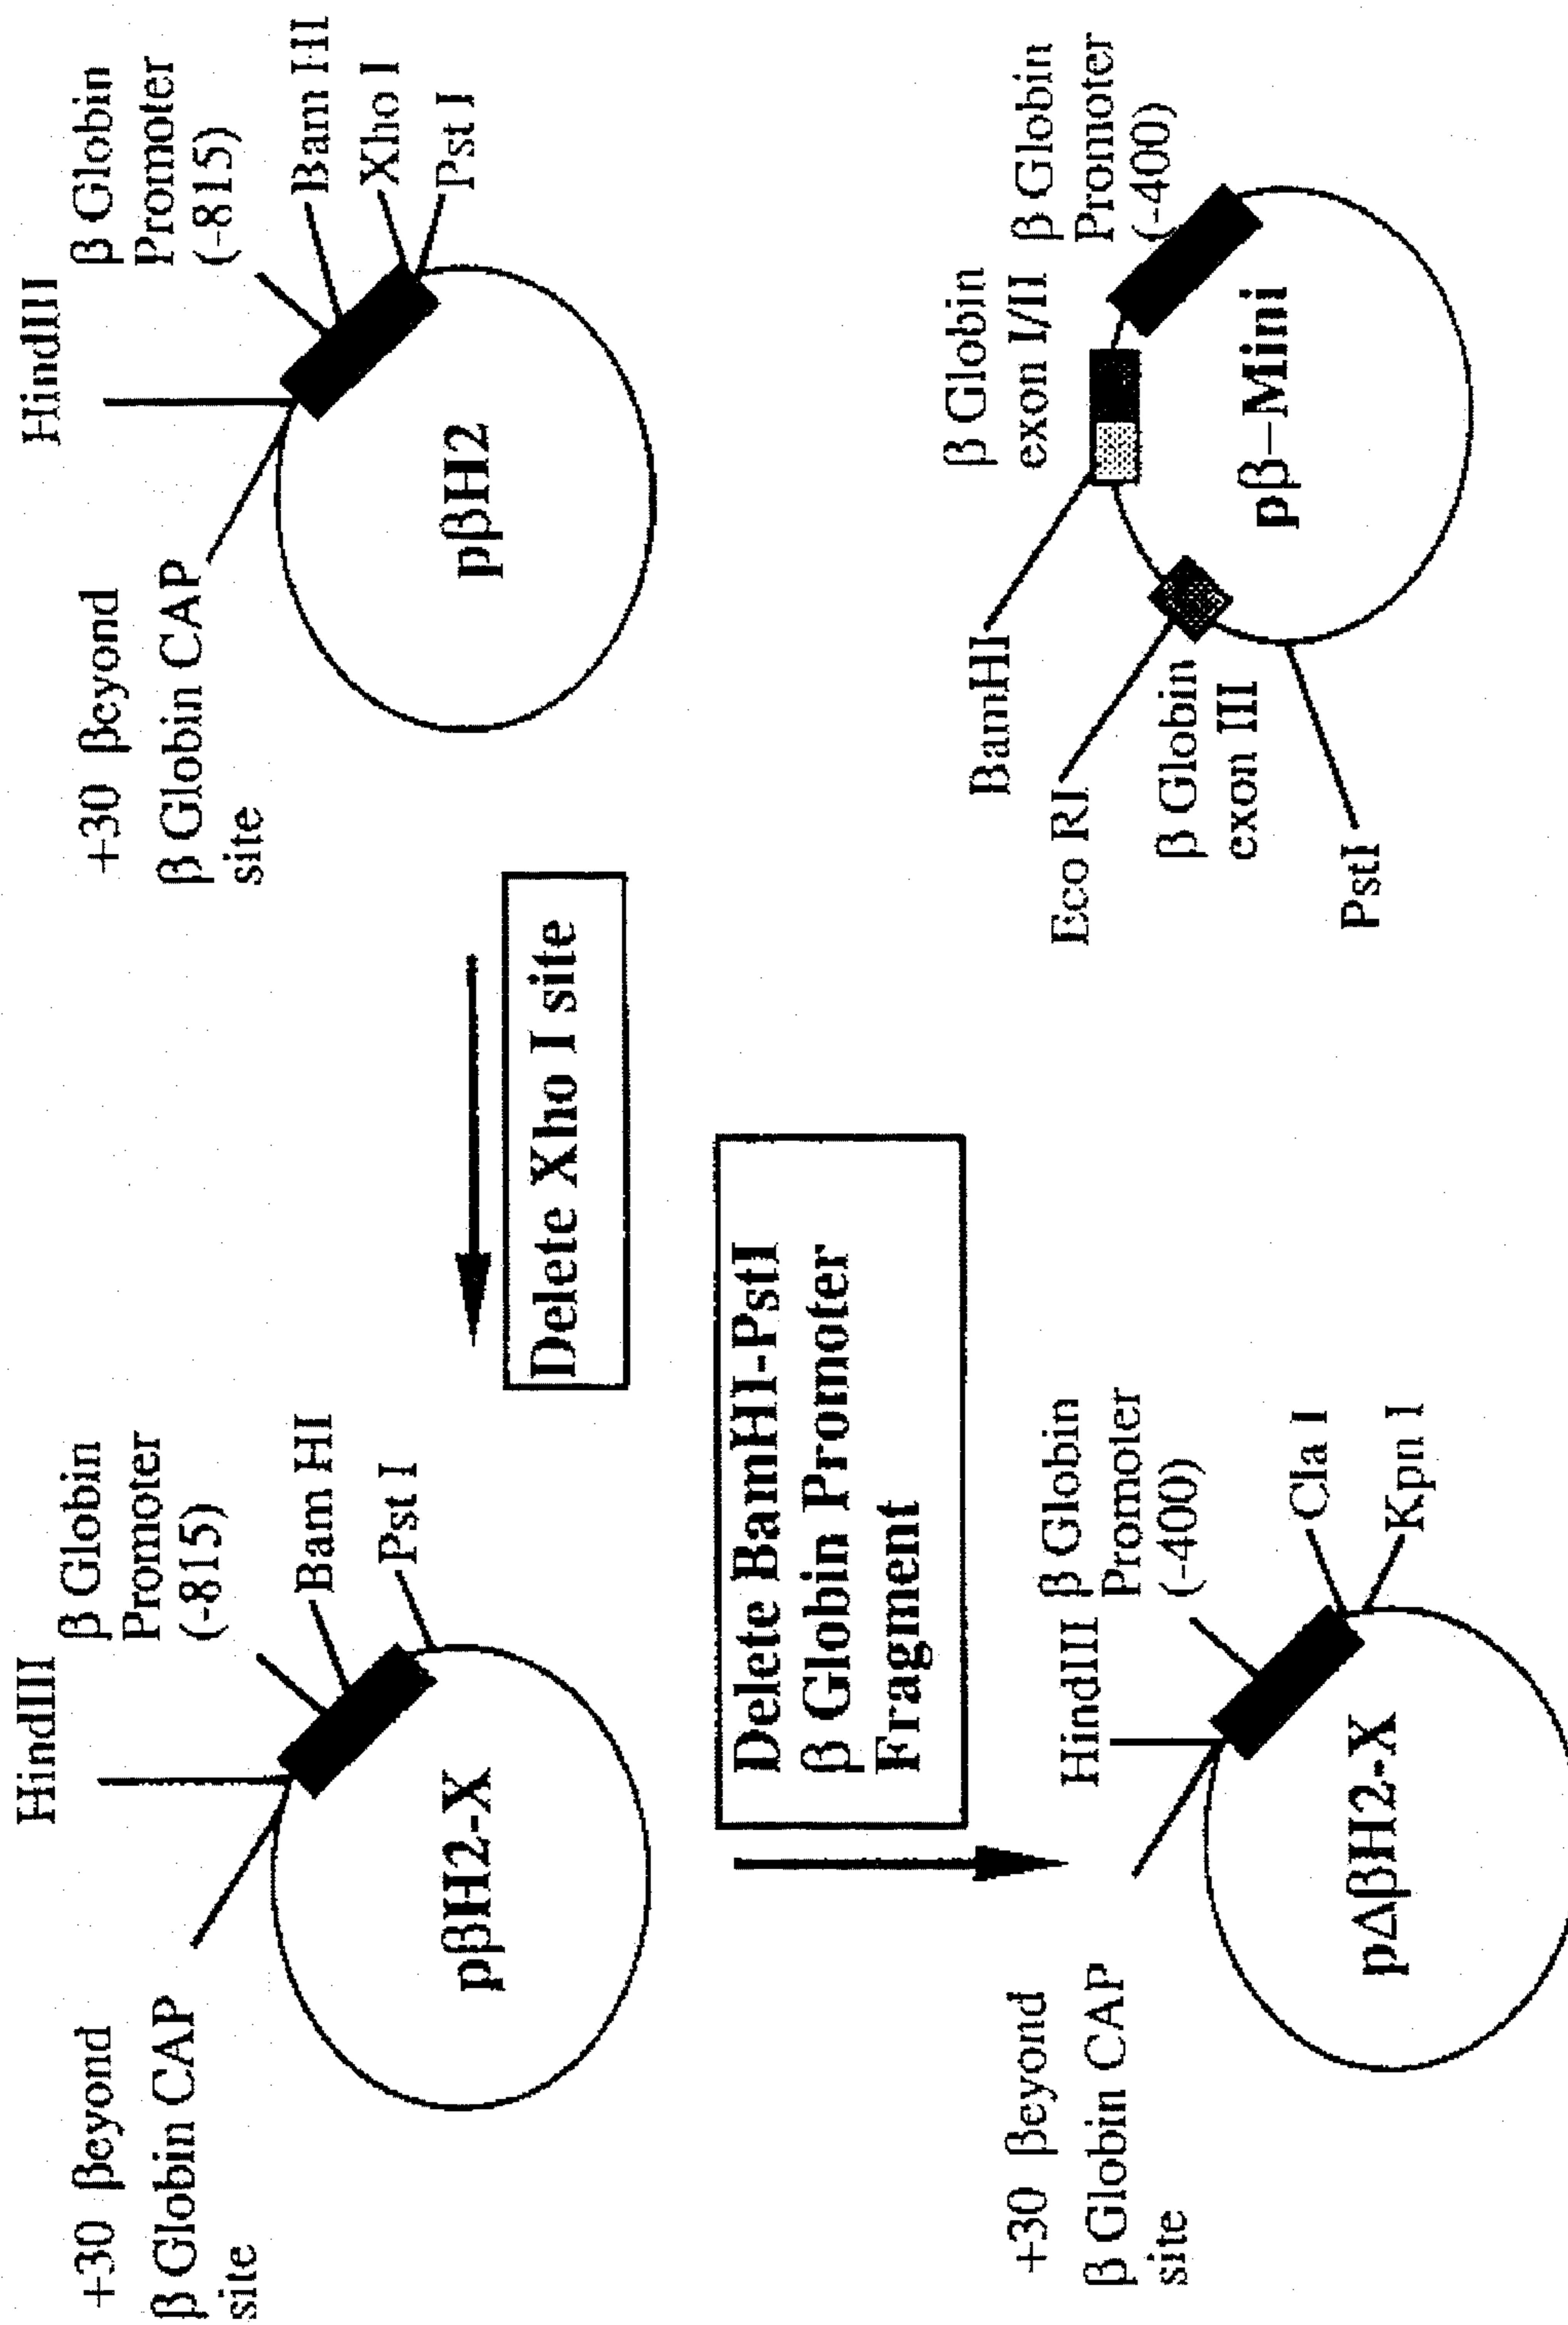 HindIII
β Globin
Promoter
(-815)
Bam HI
Pst I
+30 βeyond
β Globin CAP
site
pβH2-X
Delete Xho I site
HindIII
β Globin
Promoter
(-815)
Bam HI
Xho I
Pst I
+30 βeyond
β Globin CAP
site
pβH2
Delete BamHI-PstI
β Globin Promoter
Fragment
HindIII
β Globin
Promoter
(-400)
Cla I
Kpn I
+30 βeyond
β Globin CAP
site
pΔβH2-X
BamHI
Eco RI
β Globin
exon III
PstI
β Globin
exon I/II
β Globin
Promoter
(-400)
pβ–Mini